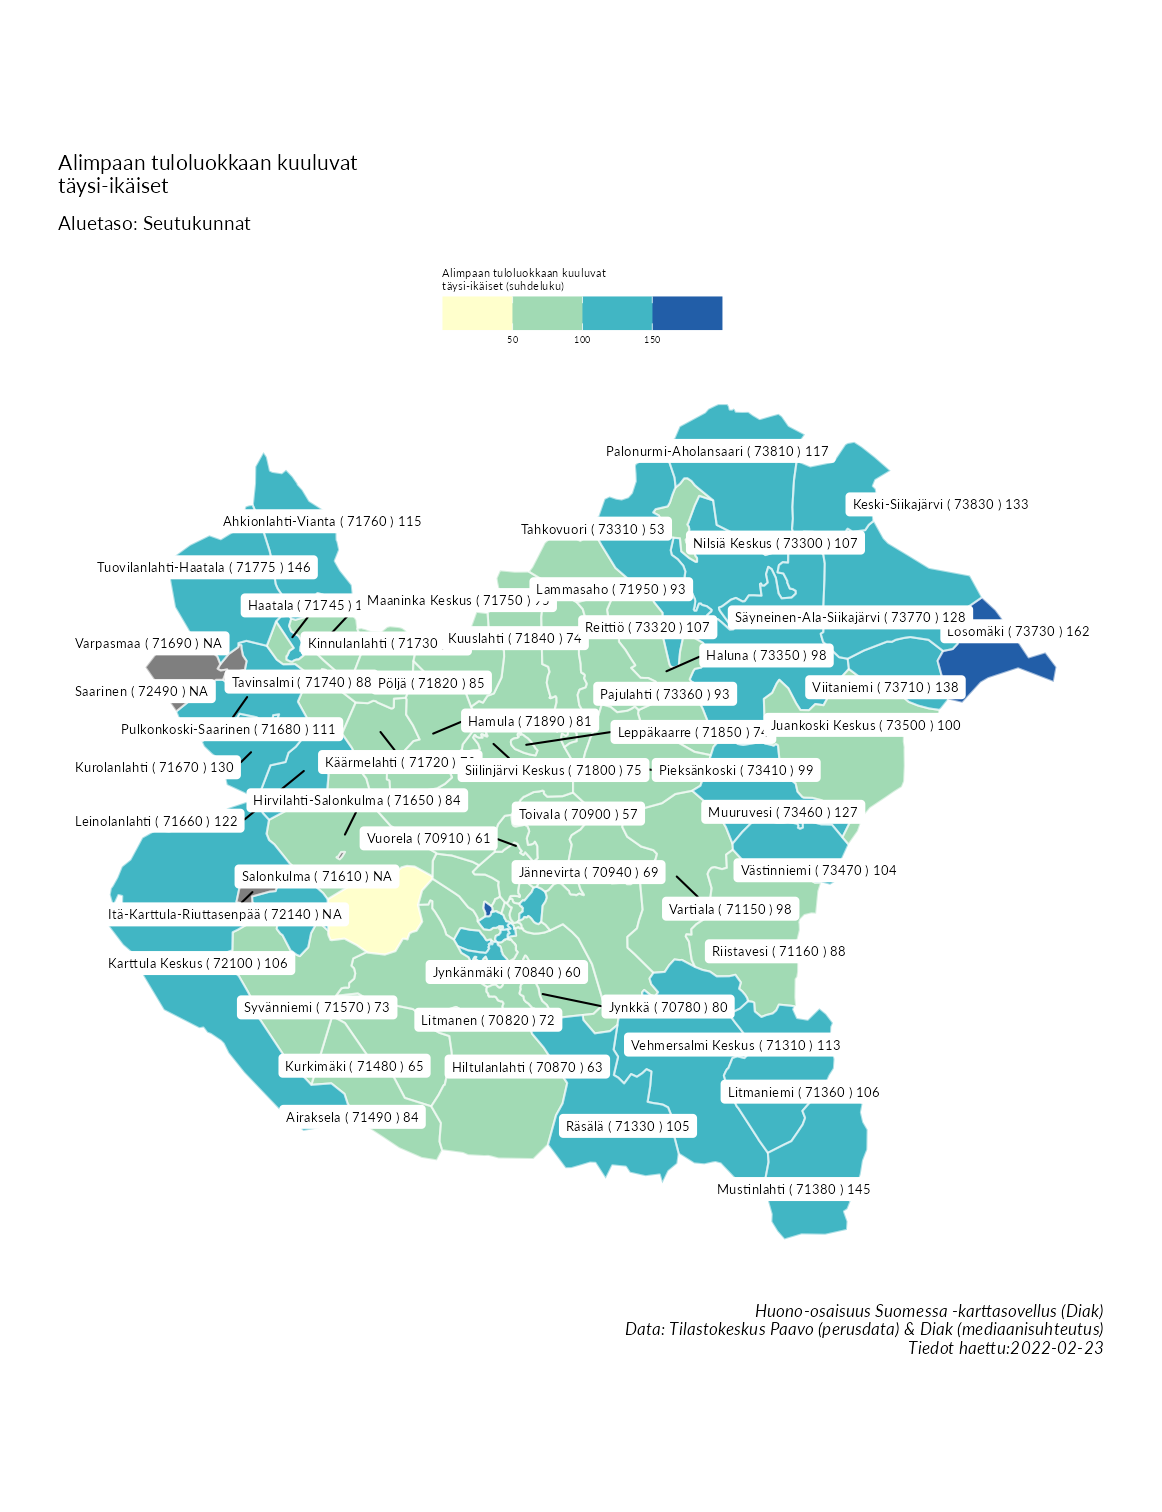 Alimpaan tuloluokkaan kuuluvat
täysi-ikäiset
Aluetaso: Seutukunnat
Alimpaan tuloluokkaan kuuluvat
täysi-ikäiset (suhdeluku)
50 100 150
Palonurmi-Aholansaari ( 73810 ) 117
Keski-Siikajärvi ( 73830 ) 133
Ahkionlahti-Vianta ( 71760 ) 115
Tahkovuori ( 73310 ) 53
Nilsiä Keskus ( 73300 ) 107
Tuovilanlahti-Haatala ( 71775 ) 146
Lammasaho ( 71950 ) 93
Haatala ( 71745 ) 1
Maaninka Keskus ( 71750 )
Säyneinen-Ala-Siikajärvi ( 73770 ) 128
Reittiö ( 73320 ) 107
Losomäki ( 73730 ) 162
Kuuslahti ( 71840 ) 74
Varpasmaa ( 71690 ) NA
Kinnulanlahti ( 71730
Haluna ( 73350 ) 98
Tavinsalmi ( 71740 ) 88
Pöljä ( 71820 ) 85
Viitaniemi ( 73710 ) 138
Saarinen ( 72490 ) NA
Pajulahti ( 73360 ) 93
Hamula ( 71890 ) 81
Juankoski Keskus ( 73500 ) 100
Pulkonkoski-Saarinen ( 71680 ) 111
Leppäkaarre ( 71850 ) 74
Käärmelahti ( 71720 )
Kurolanlahti ( 71670 ) 130
Siilinjärvi Keskus ( 71800 ) 75
Pieksänkoski ( 73410 ) 99
Hirvilahti-Salonkulma ( 71650 ) 84
Toivala ( 70900 ) 57
Muuruvesi ( 73460 ) 127
Leinolanlahti ( 71660 ) 122
Vuorela ( 70910 ) 61
Jännevirta ( 70940 ) 69
Västinniemi ( 73470 ) 104
Salonkulma ( 71610 ) NA
Vartiala ( 71150 ) 98
Itä-Karttula-Riuttasenpää ( 72140 ) NA
Riistavesi ( 71160 ) 88
Karttula Keskus ( 72100 ) 106
Jynkänmäki ( 70840 ) 60
Syvänniemi ( 71570 ) 73
Jynkkä ( 70780 ) 80
Litmanen ( 70820 ) 72
Vehmersalmi Keskus ( 71310 ) 113
Kurkimäki ( 71480 ) 65
Hiltulanlahti ( 70870 ) 63
Litmaniemi ( 71360 ) 106
Airaksela ( 71490 ) 84
Räsälä ( 71330 ) 105
Mustinlahti ( 71380 ) 145
Huono-osaisuus Suomessa -karttasovellus (Diak)
Data: Tilastokeskus Paavo (perusdata) & Diak (mediaanisuhteutus)
Tiedot haettu:2022-02-23